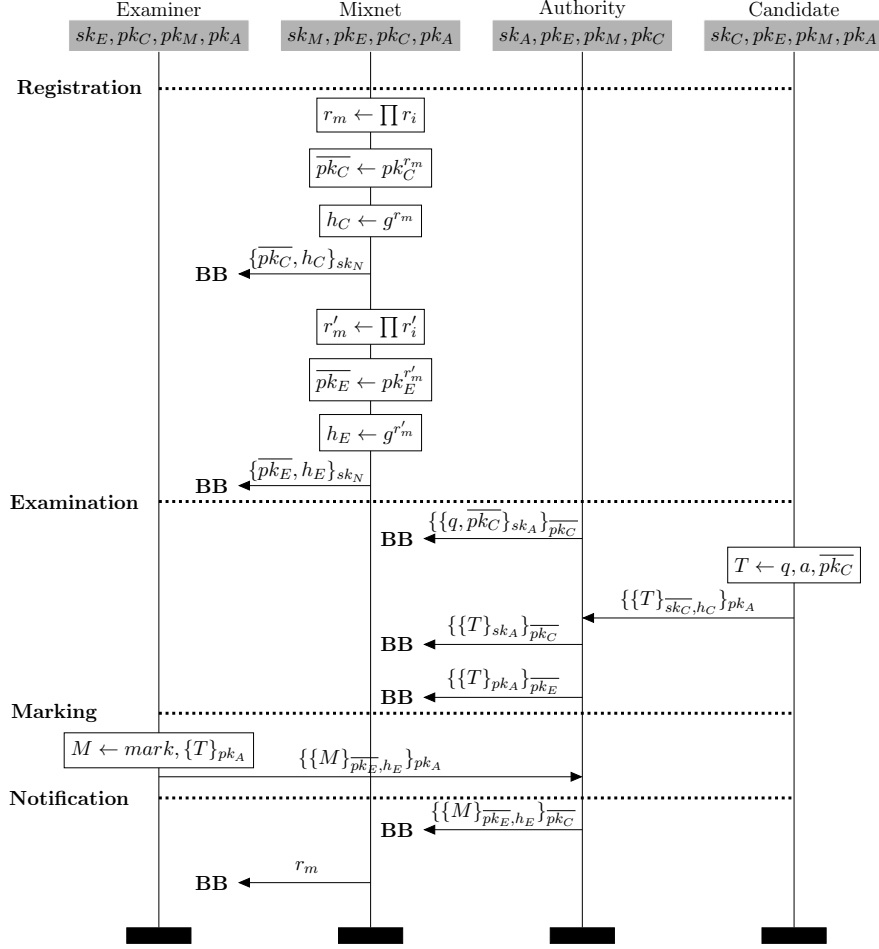 Examiner Mixnet Authority Candidate
sk_E, pk_C, pk_M, pk_A sk_M, pk_E, pk_C, pk_A sk_A, pk_E, pk_M, pk_C sk_C, pk_E, pk_M, pk_A
Registration
r_m ← ∏ r_i
\overline{pk_C} ← pk_C^{r_m}
h_C ← g^{r_m}
BB {\overline{pk_C}, h_C}_{sk_N}
r'_m ← ∏ r'_i
\overline{pk_E} ← pk_E^{r'_m}
h_E ← g^{r'_m}
BB {\overline{pk_E}, h_E}_{sk_N}
Examination
BB {{q, \overline{pk_C}}_{sk_A}}_{\overline{pk_C}}
T ← q, a, \overline{pk_C}
{{T}_{\overline{sk_C}, h_C}}_{pk_A}
BB {{T}_{sk_A}}_{\overline{pk_C}}
BB {{T}_{pk_A}}_{\overline{pk_E}}
Marking
M ← mark, {T}_{pk_A}
{{M}_{\overline{pk_E}, h_E}}_{pk_A}
Notification
BB {{M}_{\overline{pk_E}, h_E}}_{\overline{pk_C}}
BB r_m